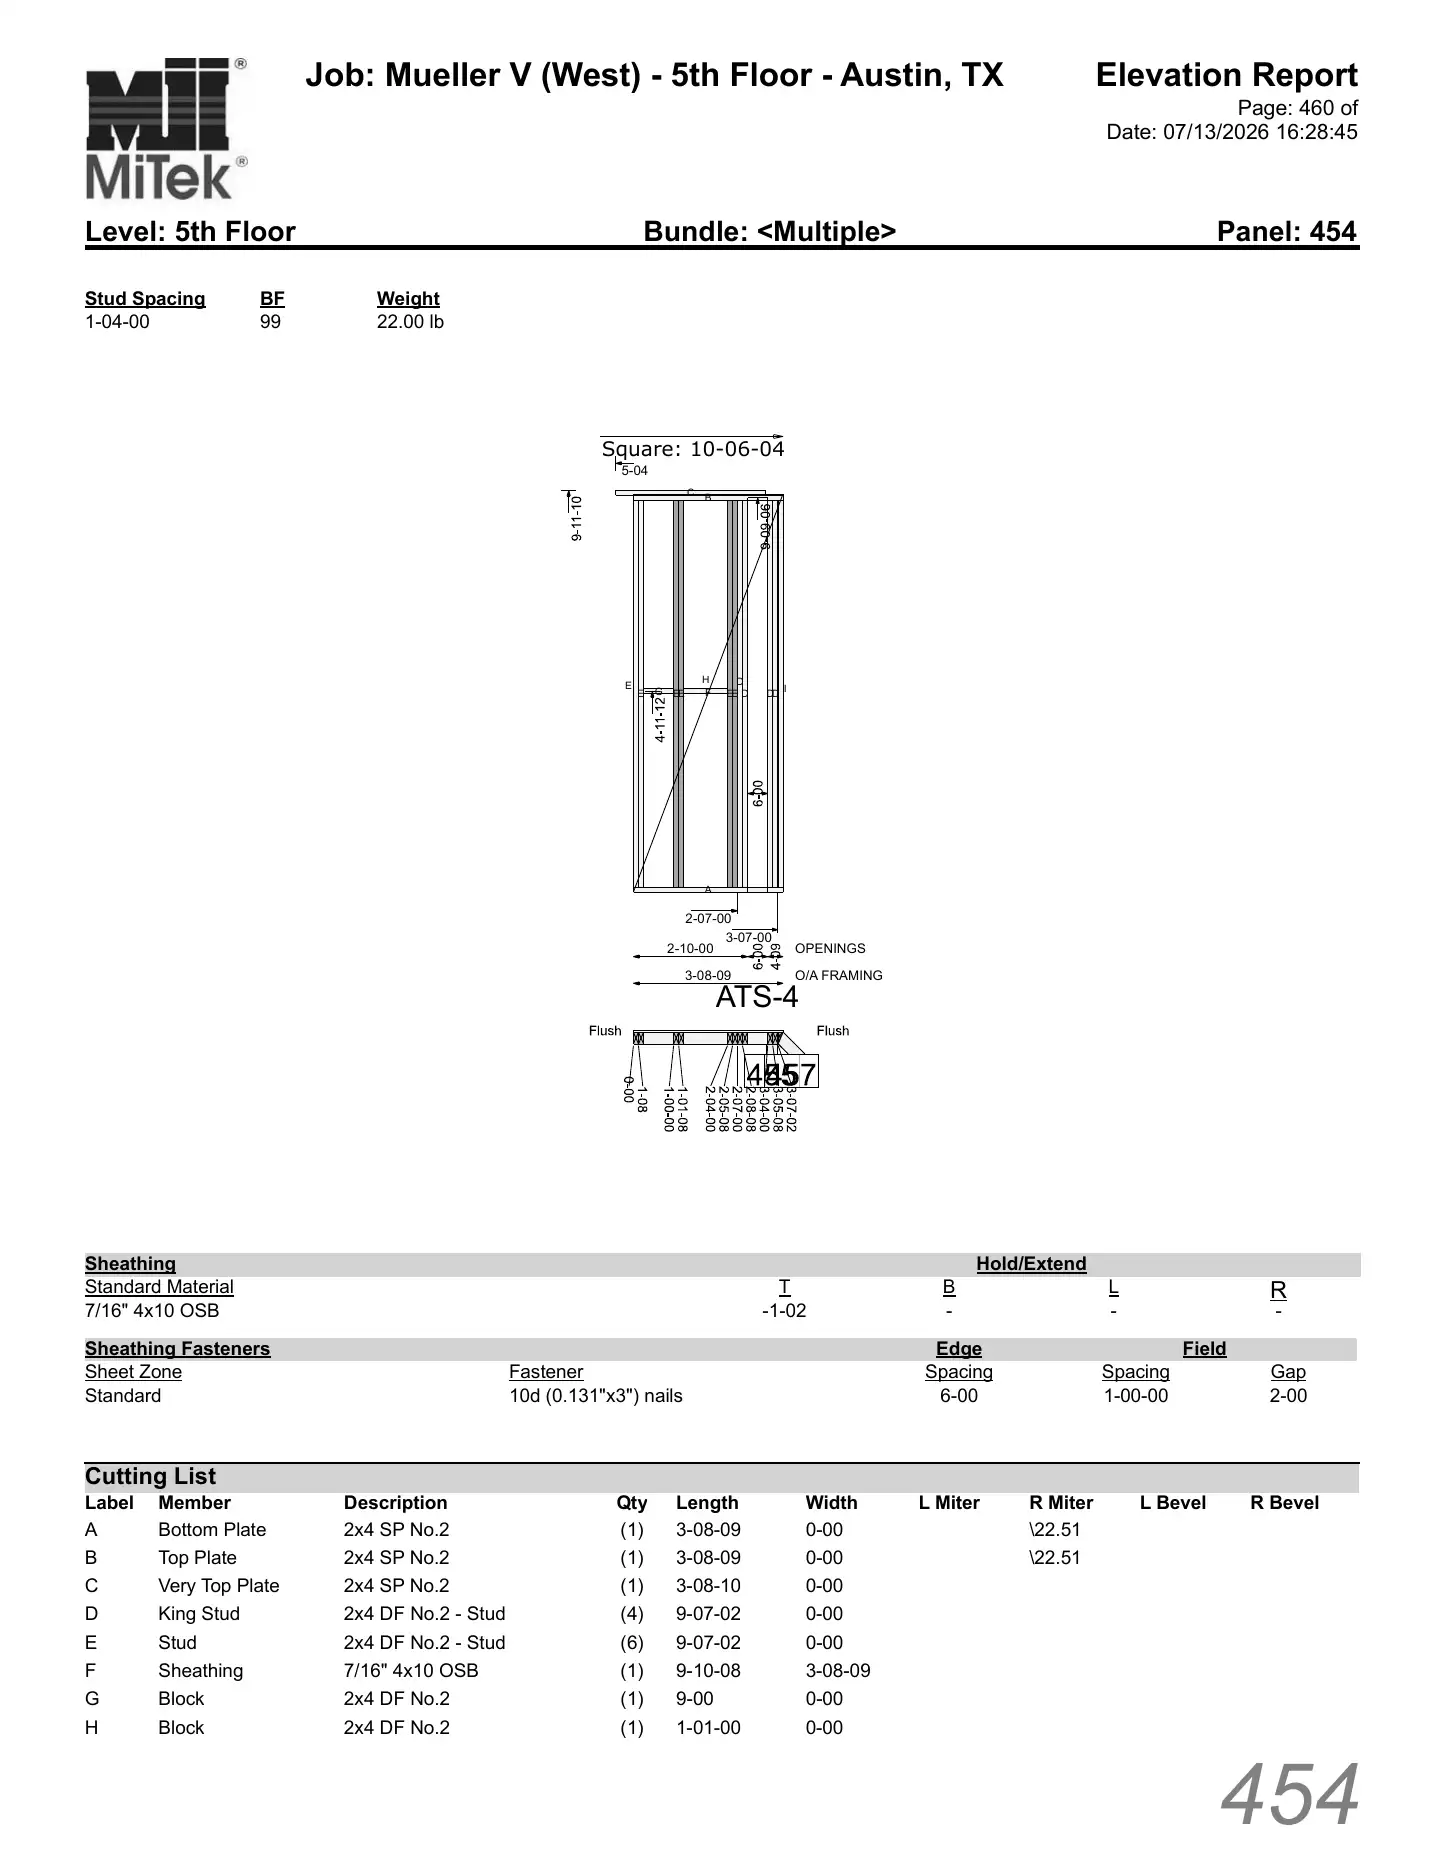 Job: Mueller V (West) - 5th Floor - Austin, TX
Elevation Report
Page: 460 of
Date: 07/13/2026 16:28:45
MiTek
Level: 5th Floor Bundle: <Multiple> Panel: 454
Stud Spacing BF Weight
1-04-00 99 22.00 lb
Square: 10-06-04
5-04
9-11-10
C
B
9-09-06
E
H
D
I
G
F
4-11-12
6-00
A
2-07-00
3-07-00
2-10-00 6-00 4-09 OPENINGS
3-08-09 O/A FRAMING
ATS-4
Flush Flush
457
0-00
1-08
1-00-00
1-01-08
2-04-00
2-05-08
2-07-00
2-08-08
3-04-00
3-05-08
3-07-02
Sheathing Hold/Extend
Standard Material T B L R
7/16" 4x10 OSB -1-02 - - -
Sheathing Fasteners Edge Field
Sheet Zone Fastener Spacing Spacing Gap
Standard 10d (0.131"x3") nails 6-00 1-00-00 2-00
Cutting List
Label Member Description Qty Length Width L Miter R Miter L Bevel R Bevel
A Bottom Plate 2x4 SP No.2 (1) 3-08-09 0-00 \22.51
B Top Plate 2x4 SP No.2 (1) 3-08-09 0-00 \22.51
C Very Top Plate 2x4 SP No.2 (1) 3-08-10 0-00
D King Stud 2x4 DF No.2 - Stud (4) 9-07-02 0-00
E Stud 2x4 DF No.2 - Stud (6) 9-07-02 0-00
F Sheathing 7/16" 4x10 OSB (1) 9-10-08 3-08-09
G Block 2x4 DF No.2 (1) 9-00 0-00
H Block 2x4 DF No.2 (1) 1-01-00 0-00
454